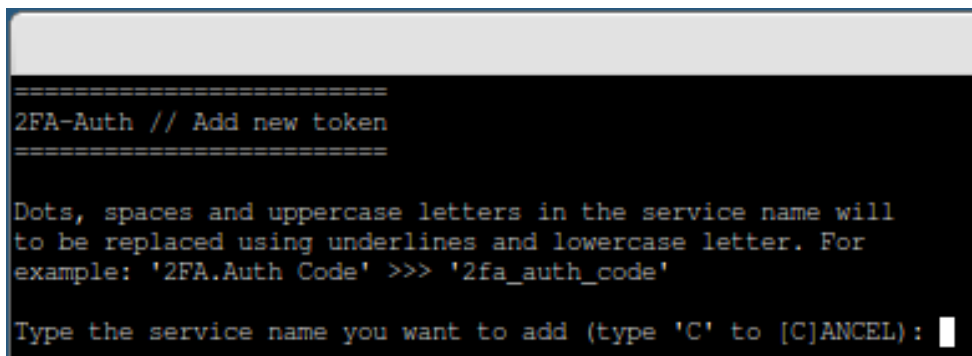 =========================
2FA-Auth // Add new token
=========================
Dots, spaces and uppercase letters in the service name will
to be replaced using underlines and lowercase letter. For
example: '2FA.Auth Code' >>> '2fa_auth_code'
Type the service name you want to add (type 'C' to [C]ANCEL):